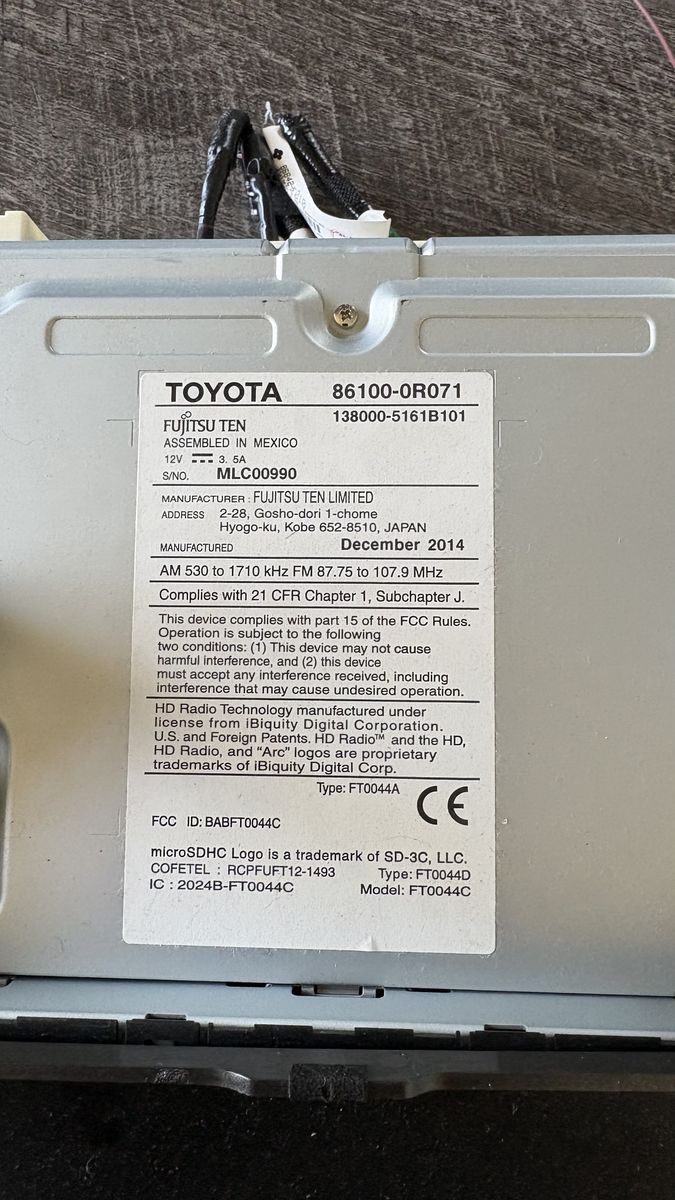 TOYOTA 86100-0R071
138000-5161B101
FUJITSU TEN
ASSEMBLED IN MEXICO
12V 3. 5A
S/NO. MLC00990
MANUFACTURER : FUJITSU TEN LIMITED
ADDRESS 2-28, Gosho-dori 1-chome
Hyogo-ku, Kobe 652-8510, JAPAN
MANUFACTURED December 2014
AM 530 to 1710 kHz FM 87.75 to 107.9 MHz
Complies with 21 CFR Chapter 1, Subchapter J.
This device complies with part 15 of the FCC Rules.
Operation is subject to the following
two conditions: (1) This device may not cause
harmful interference, and (2) this device
must accept any interference received, including
interference that may cause undesired operation.
HD Radio Technology manufactured under
license from iBiquity Digital Corporation.
U.S. and Foreign Patents. HD Radio™ and the HD,
HD Radio, and “Arc” logos are proprietary
trademarks of iBiquity Digital Corp.
Type: FT0044A
CE
FCC ID: BABFT0044C
microSDHC Logo is a trademark of SD-3C, LLC.
COFETEL : RCPFUFT12-1493 Type: FT0044D
IC : 2024B-FT0044C Model: FT0044C